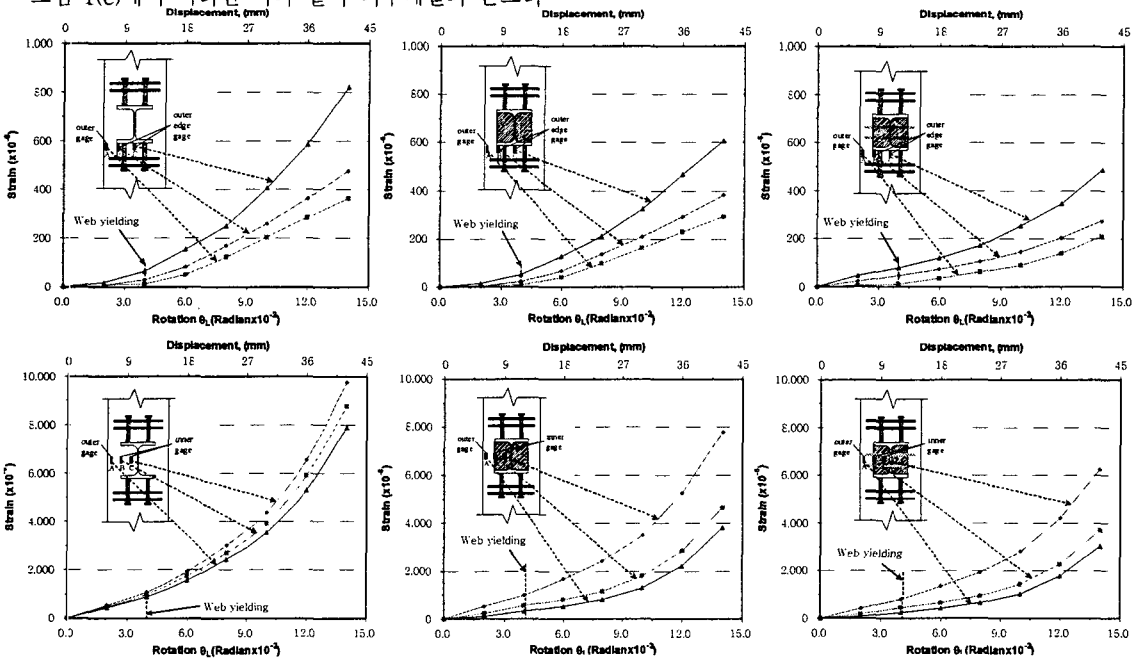 Displacement, (mm)
0 9 18 27 36 45
1.000
800
600
400
200
0
Strain (x10⁻⁶)
outer
gage
outer
edge
gage
Web yielding
0.0 3.0 6.0 9.0 12.0 15.0
Rotation θL(Radianx10⁻³)
Displacement, (mm)
0 9 18 27 36 45
1.000
800
600
400
200
0
Strain (x10⁻⁶)
outer
gage
outer
edge
gage
Web yielding
0.0 3.0 6.0 9.0 12.0 15.0
Rotation θL(Radianx10⁻³)
Displacement, (mm)
0 9 18 27 36 45
1.000
800
600
400
200
0
Strain (x10⁻⁶)
outer
gage
outer
edge
gage
Web yielding
0.0 3.0 6.0 9.0 12.0 15.0
Rotation θL(Radianx10⁻³)
Displacement, (mm)
0 9 18 27 36 45
10.000
8.000
6.000
4.000
2.000
0
outer
gage
inner
gage
A B C
Web yielding
0.0 3.0 6.0 9.0 12.0 15.0
Rotation θL(Radianx10⁻³)
Displacement, (mm)
0 9 18 27 36 45
10.000
8.000
6.000
4.000
2.000
0
Strain (x10⁻⁶)
outer
gage
inner
gage
Web yielding
0.0 3.0 6.0 9.0 12.0 15.0
Displacement, (mm)
0 9 18 27 36 45
10.000
8.000
6.000
4.000
2.000
0
Strain (x10⁻⁶)
outer
gage
inner
gage
Web yielding
0.0 3.0 6.0 9.0 12.0 15.0